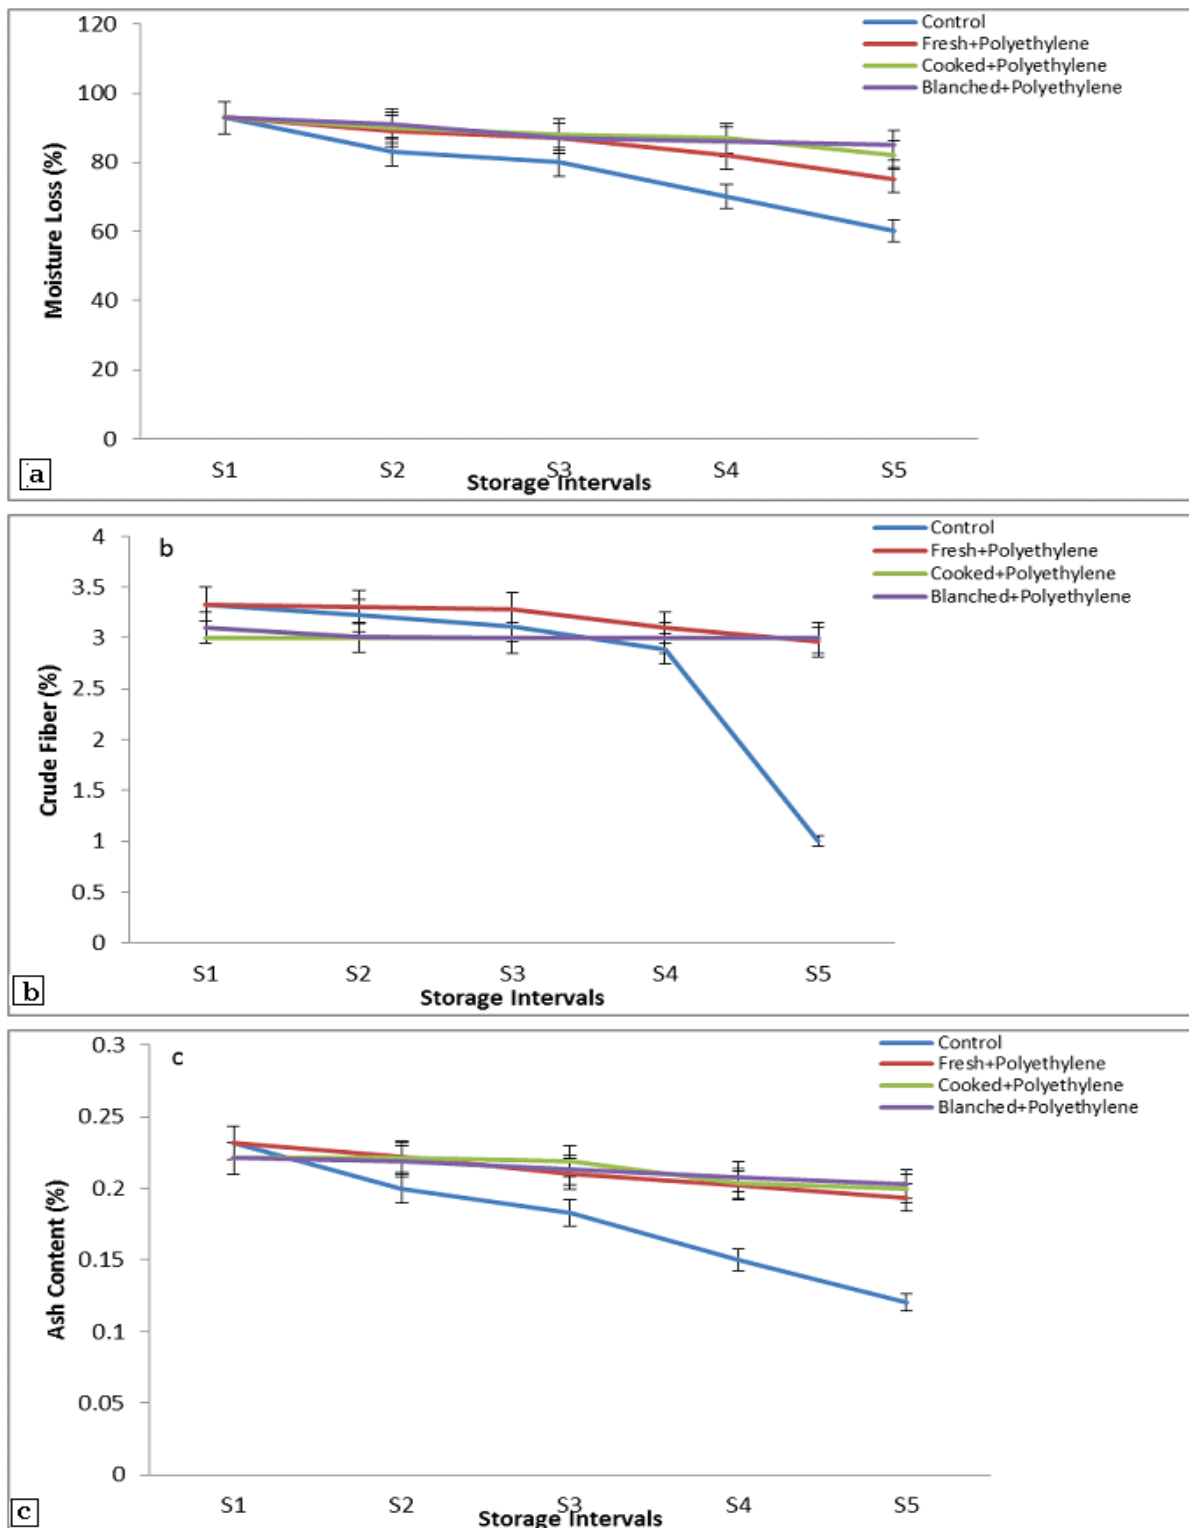 120
100
80
60
40
20
0
Moisture Loss (%)
S1 S2 S3 S4 S5
Storage Intervals
Control
Fresh+Polyethylene
Cooked+Polyethylene
Blanched+Polyethylene
a
b
4
3.5
3
2.5
2
1.5
1
0.5
0
Crude Fiber (%)
S1 S2 S3 S4 S5
Storage Intervals
Control
Fresh+Polyethylene
Cooked+Polyethylene
Blanched+Polyethylene
b
c
0.3
0.25
0.2
0.15
0.1
0.05
0
Ash Content (%)
S1 S2 S3 S4 S5
Storage Intervals
Control
Fresh+Polyethylene
Cooked+Polyethylene
Blanched+Polyethylene
c